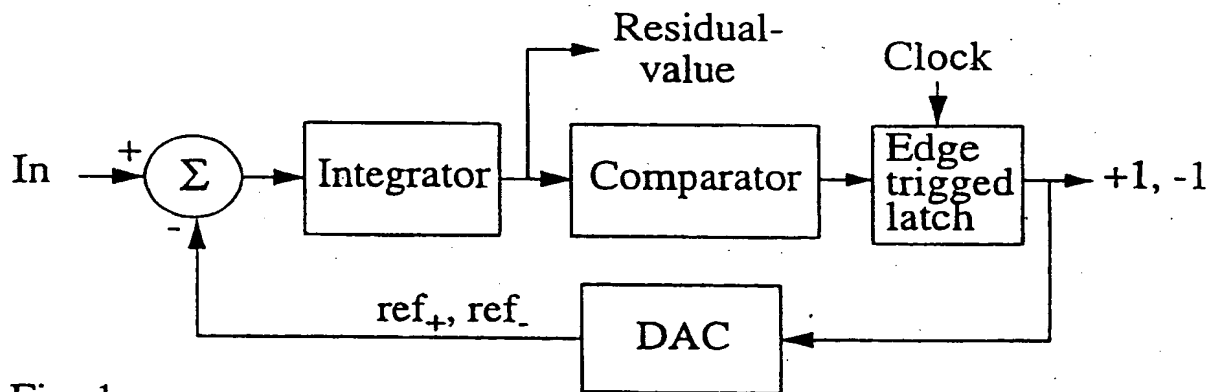 Residual-
value
Clock
In
+
Σ
-
Integrator
Comparator
Edge
trigged
latch
+1, -1
ref+, ref-
DAC
Fig. 1